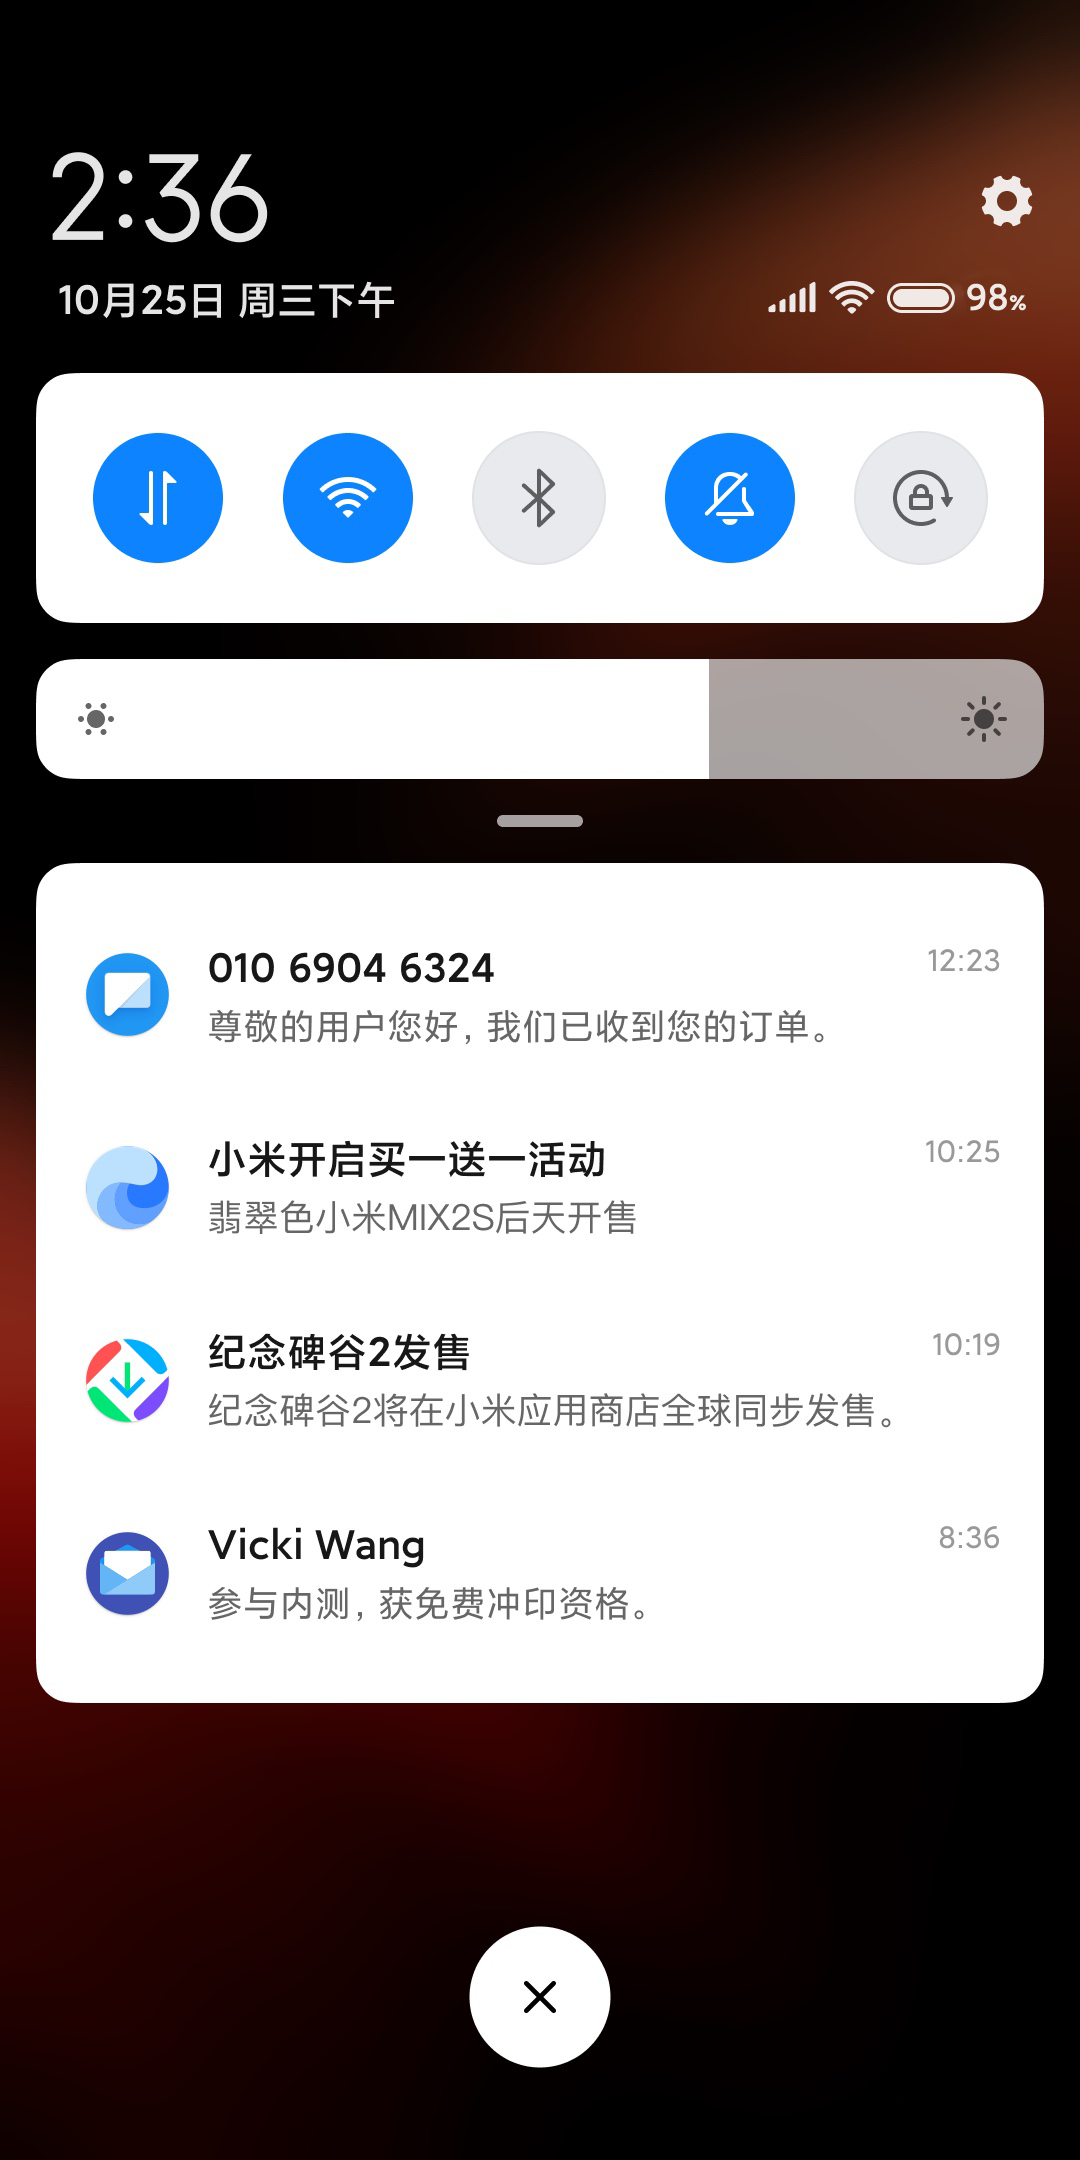 2:36
10月25日 周三下午
98%
010 6904 6324
12:23
尊敬的用户您好, 我们已收到您的订单。
小米开启买一送一活动
10:25
翡翠色小米MIX2S后天开售
纪念碑谷2发售
10:19
纪念碑谷2将在小米应用商店全球同步发售。
Vicki Wang
8:36
参与内测, 获免费冲印资格。